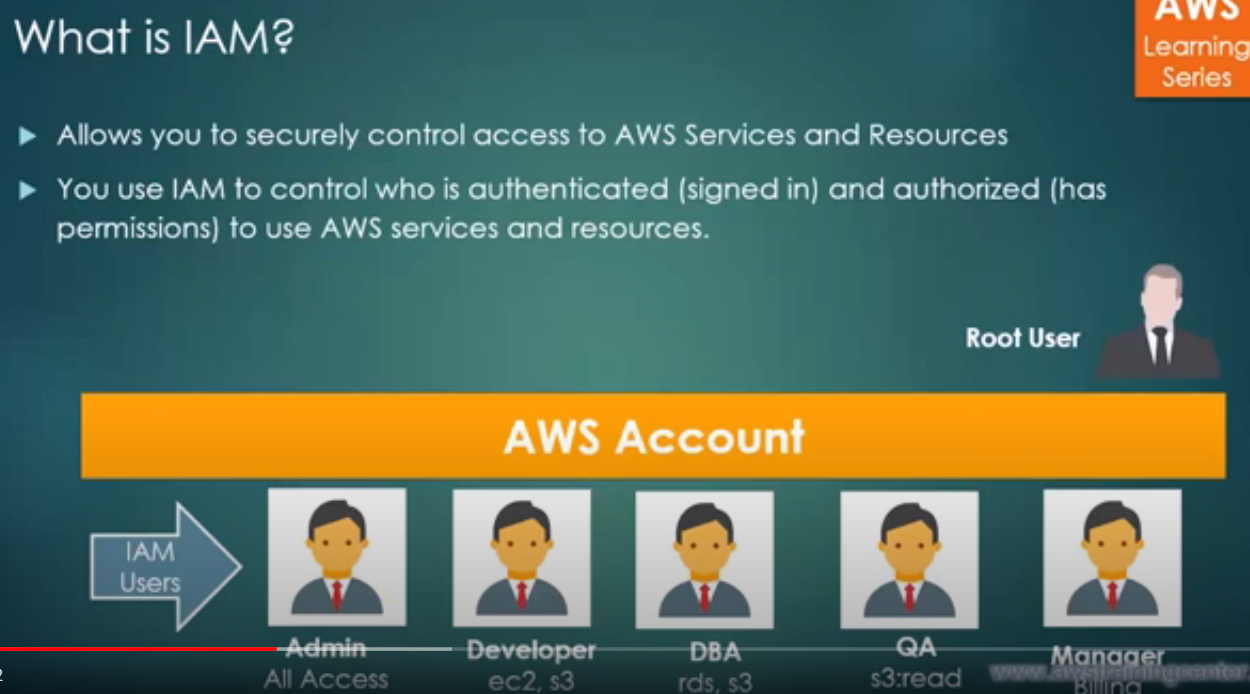 What is IAM?
AWS
Learning
Series
Allows you to securely control access to AWS Services and Resources
You use IAM to control who is authenticated (signed in) and authorized (has
permissions) to use AWS services and resources.
Root User
AWS Account
IAM
Users
Admin
All Access
Developer
ec2, s3
DBA
rds, s3
QA
s3:read
Manager
Billing
www.awstrainingcenter
2